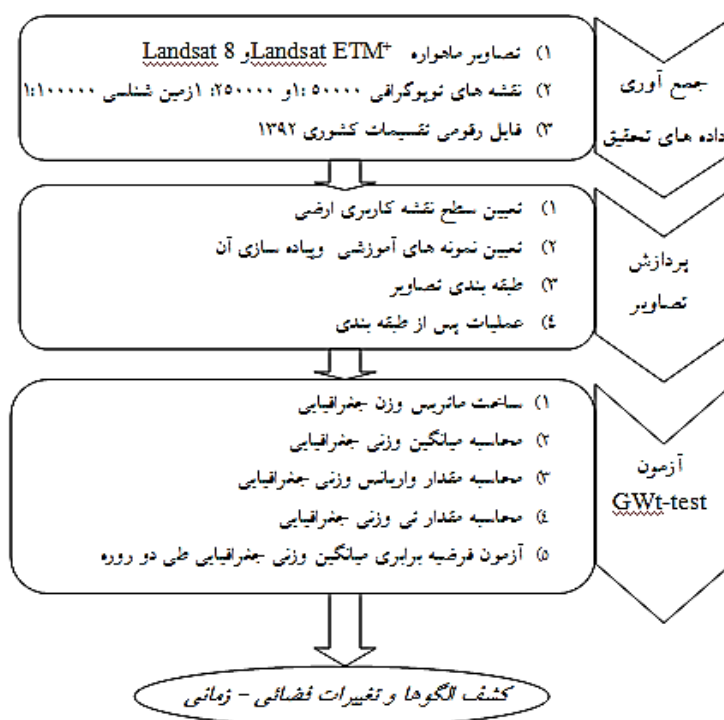 ۱) تصاویر ماهواره Landsat ETM+و Landsat 8
۲) نقشه های توپوگرافی ۵۰۰۰۰ :۱و ۲۵۰۰۰۰: ۱زمین شناسی ۱:۱۰۰۰۰۰
۳) فایل رقومی تقسیمات کشوری ۱۳۹۲
جمع آوری
داده های تحقیق
۱) تعیین سطح نقشه کاربری ارضی
۲) تعیین نمونه های آموزشی وپیاده سازی آن
۳) طبقه بندی تصاویر
۴) عملیات پس از طبقه بندی
پردازش
تصاویر
۱) ساخت ماتریس وزن جغرافیایی
۲) محاسبه میانگین وزنی جغرافیایی
۳) محاسبه مقدار واریانس وزنی جغرافیایی
۴) محاسبه مقدار تی وزنی جغرافیایی
۵) آزمون فرضیه برابری میانگین وزنی جغرافیایی طی دو روره
آزمون
GWt-test
کشف الگوها و تغییرات فضائی – زمانی